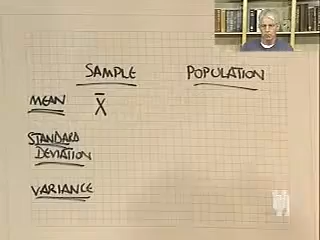 SAMPLE POPULATION
MEAN X̄
STANDARD
DEVIATION
VARIANCE